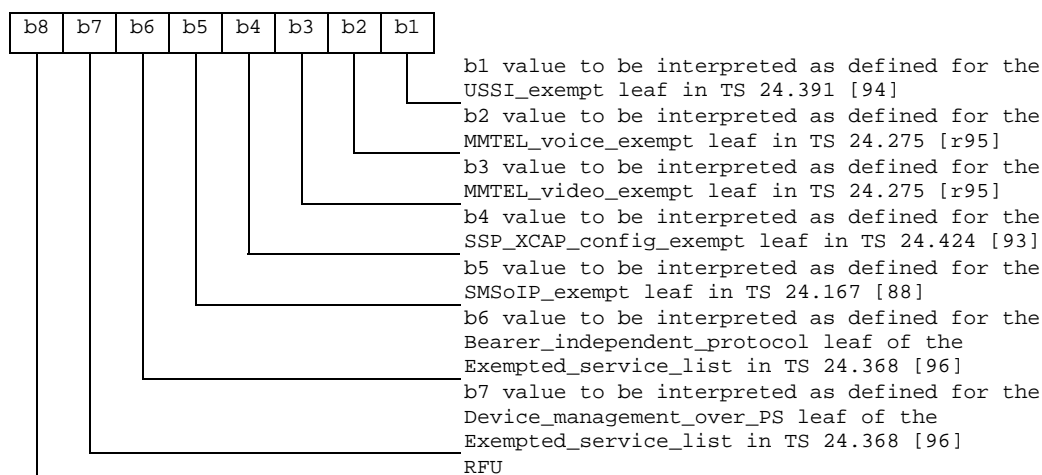 b8 b7 b6 b5 b4 b3 b2 b1
b1 value to be interpreted as defined for the
USSI_exempt leaf in TS 24.391 [94]
b2 value to be interpreted as defined for the
MMTEL_voice_exempt leaf in TS 24.275 [r95]
b3 value to be interpreted as defined for the
MMTEL_video_exempt leaf in TS 24.275 [r95]
b4 value to be interpreted as defined for the
SSP_XCAP_config_exempt leaf in TS 24.424 [93]
b5 value to be interpreted as defined for the
SMSoIP_exempt leaf in TS 24.167 [88]
b6 value to be interpreted as defined for the
Bearer_independent_protocol leaf of the
Exempted_service_list in TS 24.368 [96]
b7 value to be interpreted as defined for the
Device_management_over_PS leaf of the
Exempted_service_list in TS 24.368 [96]
RFU